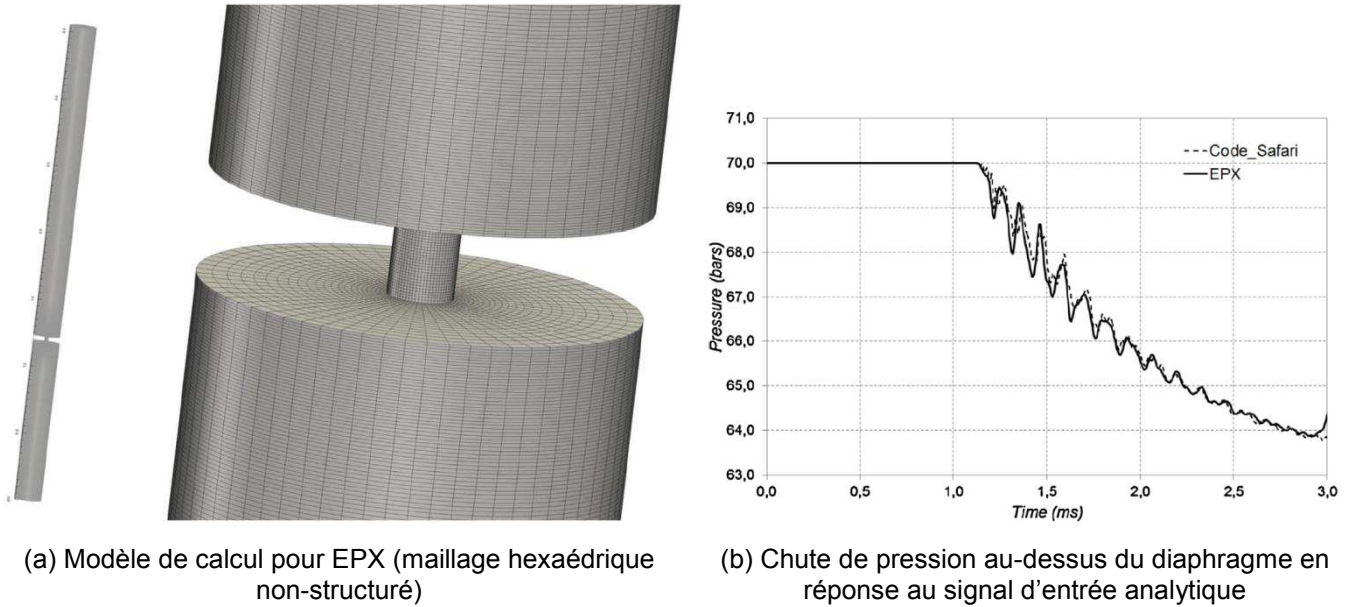 71,0
70,0
69,0
68,0
67,0
66,0
65,0
64,0
63,0
Pressure (bars)
Code_Safari
EPX
0,0
0,5
1,0
1,5
2,0
2,5
3,0
Time (ms)
(a) Modèle de calcul pour EPX (maillage hexaédrique
non-structuré)
(b) Chute de pression au-dessus du diaphragme en
réponse au signal d’entrée analytique